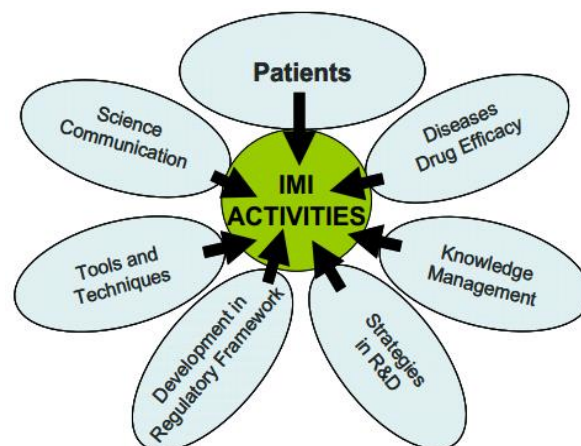 Patients
Science
Communication
Diseases
Drug Efficacy
IMI
ACTIVITIES
Tools and
Techniques
Knowledge
Management
Development in
Regulatory Framework
Strategies
in R&D